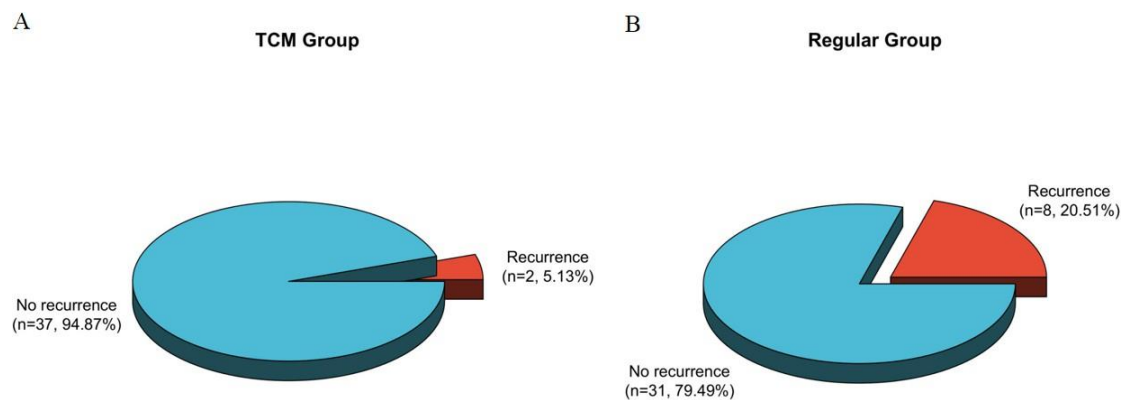 A
TCM Group
Recurrence
(n=2, 5.13%)
No recurrence
(n=37, 94.87%)
B
Regular Group
Recurrence
(n=8, 20.51%)
No recurrence
(n=31, 79.49%)